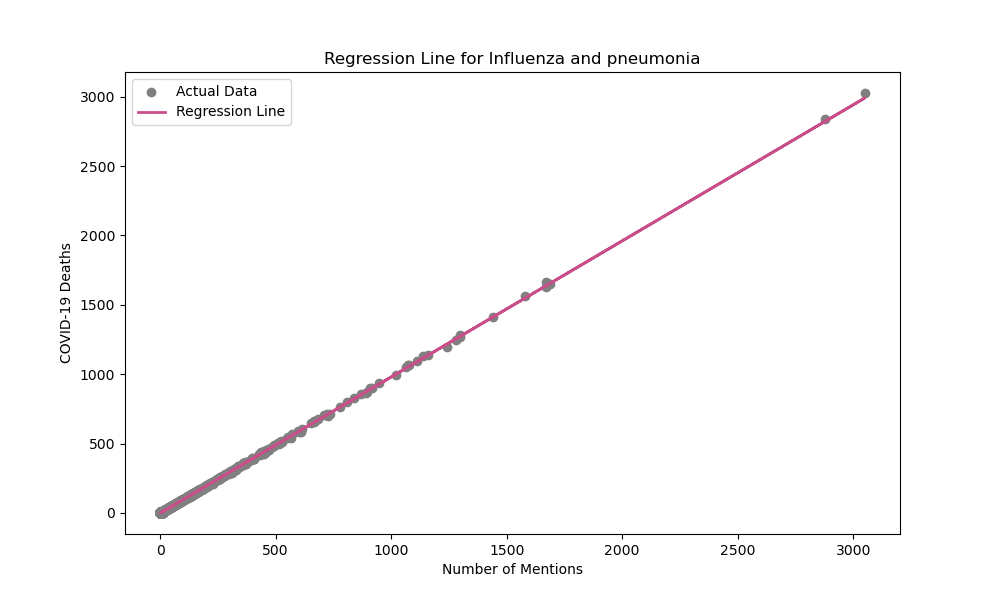 Regression Line for Influenza and pneumonia
Actual Data
Regression Line
COVID-19 Deaths
3000
2500
2000
1500
1000
500
0
0 500 1000 1500 2000 2500 3000
Number of Mentions